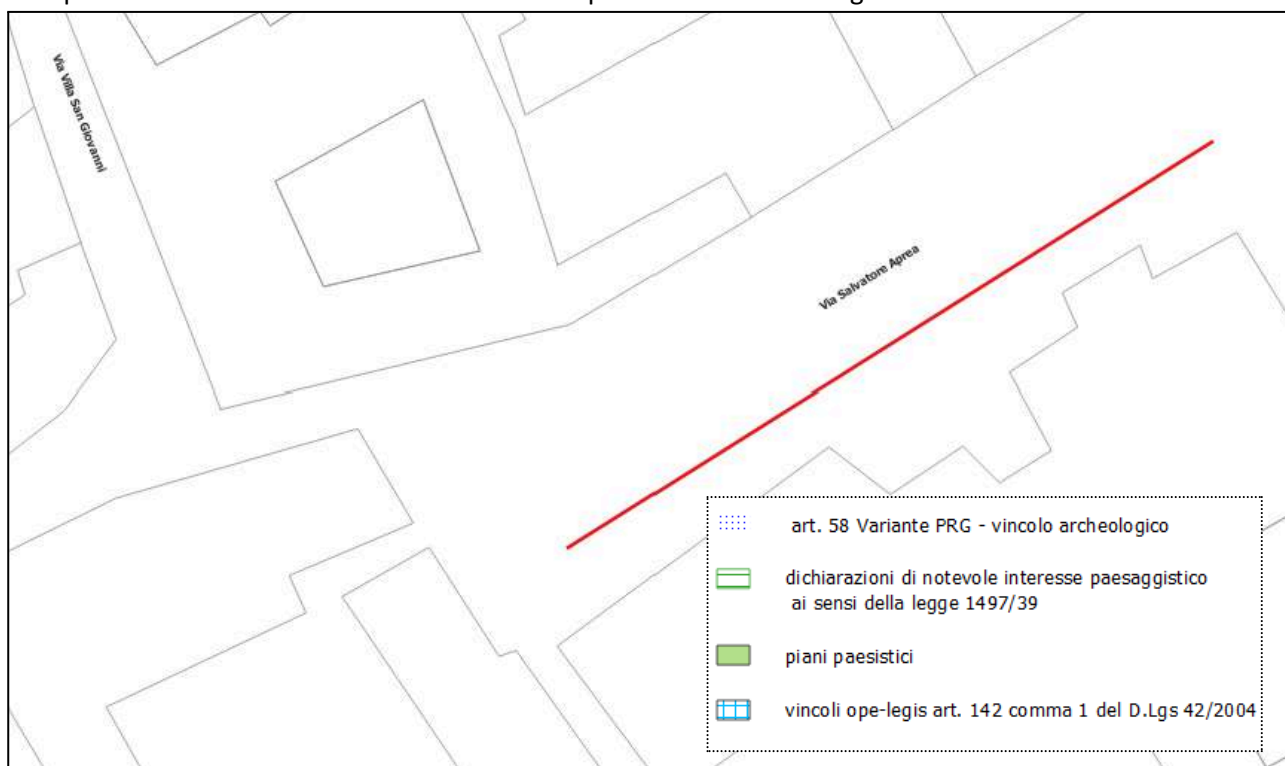 Via Villa San Giovanni
Via Salvatore Aprea
art. 58 Variante PRG - vincolo archeologico
dichiarazioni di notevole interesse paesaggistico
ai sensi della legge 1497/39
piani paesistici
vincoli ope-legis art. 142 comma 1 del D.Lgs 42/2004